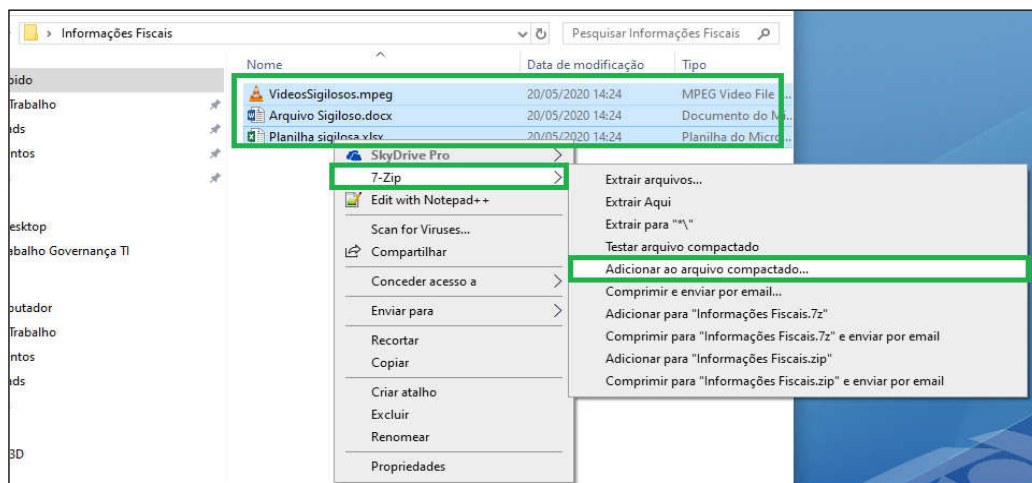 > Informações Fiscais
Pesquisar Informações Fiscais
Nome Data de modificação Tipo
VideosSigilosos.mpeg 20/05/2020 14:24 MPEG Video File ...
Arquivo Sigiloso.docx 20/05/2020 14:24 Documento do Mi...
Planilha sigilosa.xlsx 20/05/2020 14:24 Planilha do Micro...
pido
Trabalho
ds
ntos
esktop
abalho Governança TI
putador
Trabalho
ntos
ds
3D
SkyDrive Pro
7-Zip
Edit with Notepad++
Scan for Viruses...
Compartilhar
Conceder acesso a
Enviar para
Recortar
Copiar
Criar atalho
Excluir
Renomear
Propriedades
Extrair arquivos...
Extrair Aqui
Extrair para "*\"
Testar arquivo compactado
Adicionar ao arquivo compactado...
Comprimir e enviar por email...
Adicionar para "Informações Fiscais.7z"
Comprimir para "Informações Fiscais.7z" e enviar por email
Adicionar para "Informações Fiscais.zip"
Comprimir para "Informações Fiscais.zip" e enviar por email